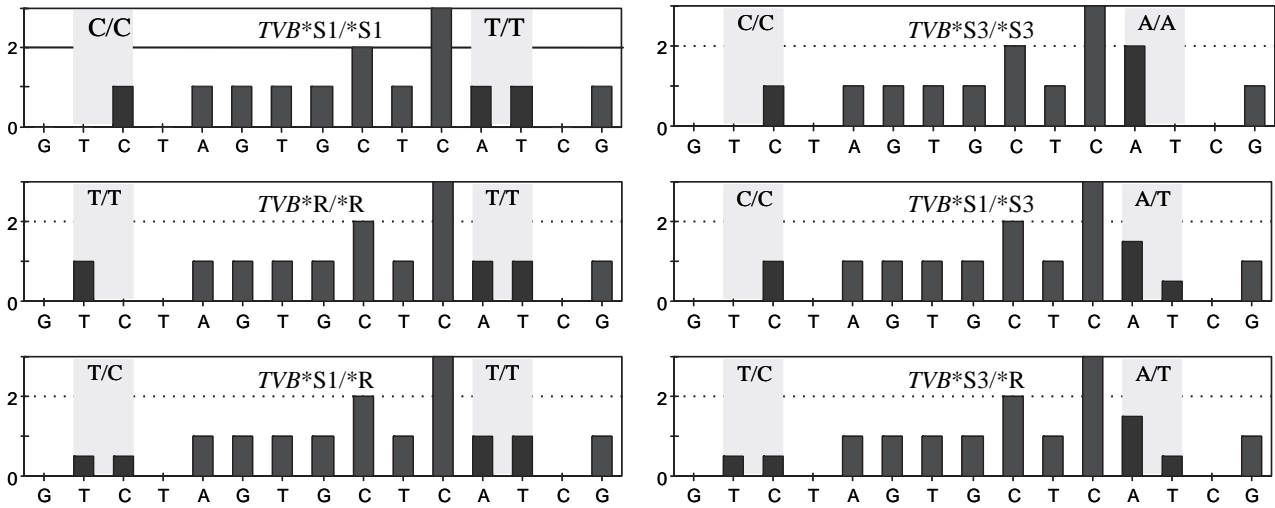 C/C TVB*S1/*S1 T/T
2
0
G T C T A G T G C T C A T C G
C/C TVB*S3/*S3 A/A
2
0
G T C T A G T G C T C A T C G
T/T TVB*R/*R T/T
2
0
G T C T A G T G C T C A T C G
C/C TVB*S1/*S3 A/T
2
0
G T C T A G T G C T C A T C G
T/C TVB*S1/*R T/T
2
0
G T C T A G T G C T C A T C G
T/C TVB*S3/*R A/T
2
0
G T C T A G T G C T C A T C G